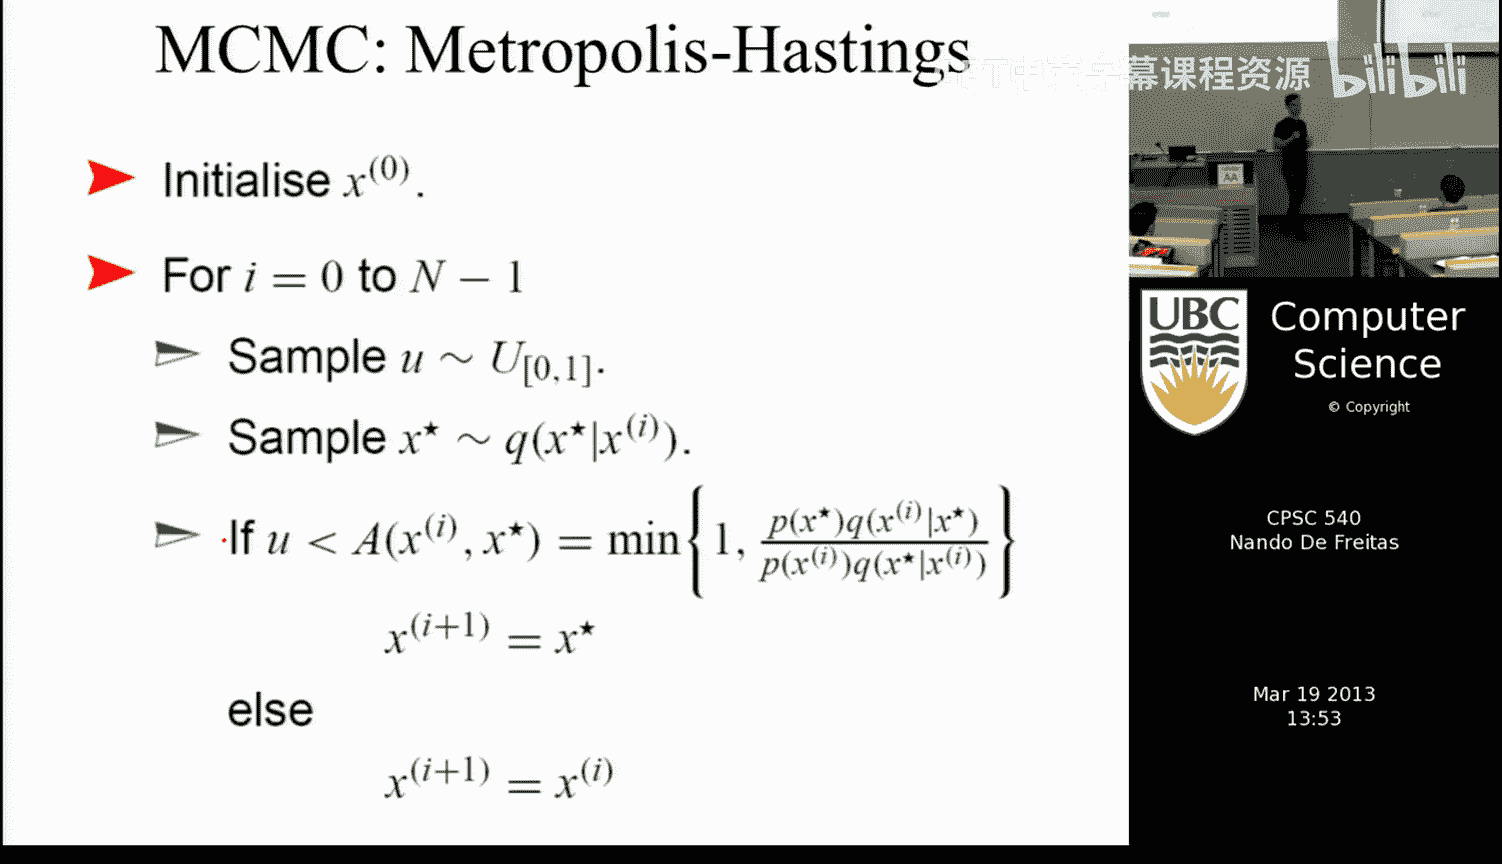 MCMC: Metropolis-Hastings
Initialise x^(0).
For i = 0 to N − 1
Sample u ∼ U_[0,1].
Sample x⋆ ∼ q(x⋆|x^(i)).
If u < A(x^(i), x⋆) = min{1, p(x⋆)q(x^(i)|x⋆) / p(x^(i))q(x⋆|x^(i))}
x^(i+1) = x⋆
else
x^(i+1) = x^(i)
幕课程资源 bilibili
UBC
Computer
Science
© Copyright
CPSC 540
Nando De Freitas
Mar 19 2013
13:53